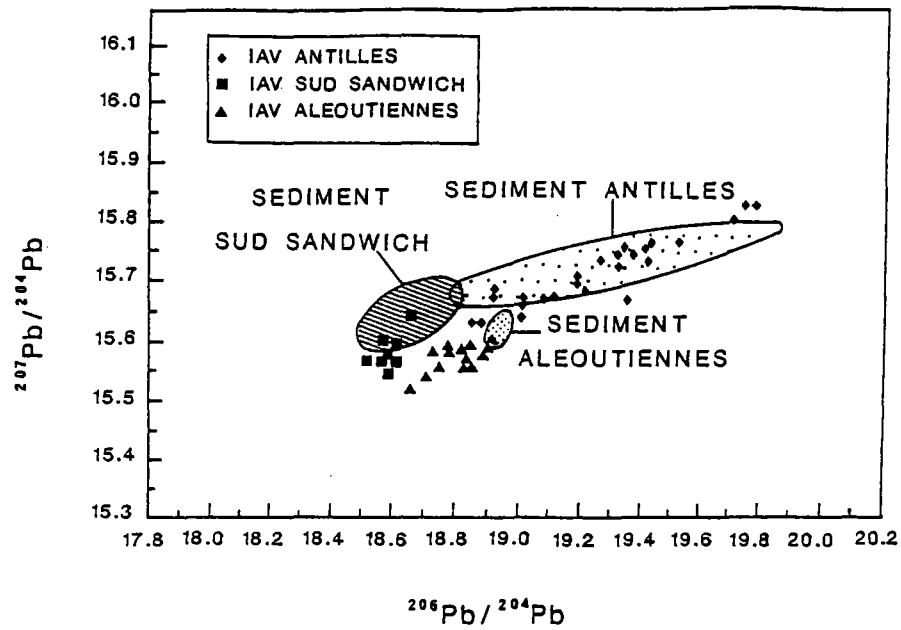 IAV ANTILLES
IAV SUD SANDWICH
IAV ALEOUTIENNES
SEDIMENT
SUD SANDWICH
SEDIMENT ANTILLES
SEDIMENT
ALEOUTIENNES
16.1
16.0
15.9
15.8
15.7
15.6
15.5
15.4
15.3
17.8 18.0 18.2 18.4 18.6 18.8 19.0 19.2 19.4 19.6 19.8 20.0 20.2
²⁰⁷Pb/²⁰⁴Pb
²⁰⁶Pb/²⁰⁴Pb